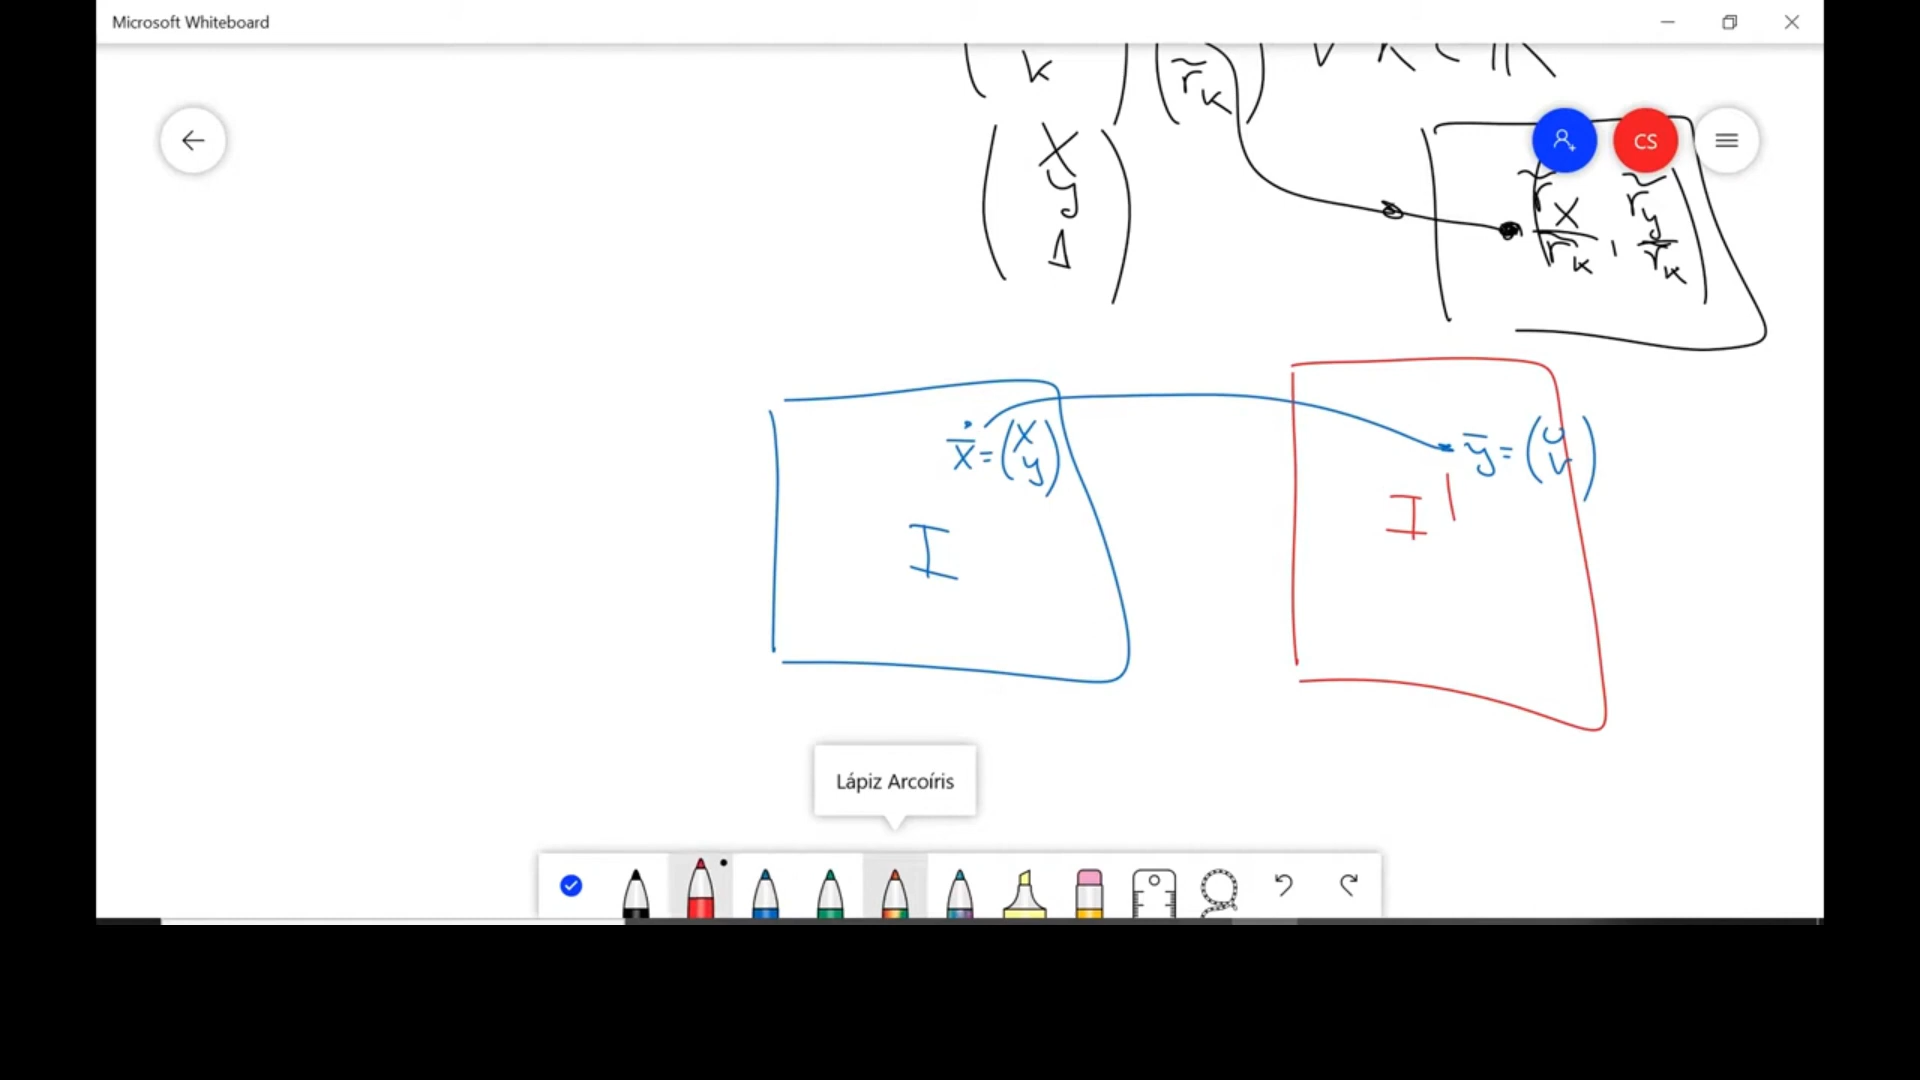 Microsoft Whiteboard
k r̃k ∀ k ∈ ℝ
CS
x
y
1
r̃x/r̃k , r̃y/r̃k
x̄ = (x y)
ȳ = (u v)
I
I'
Lápiz Arcoíris